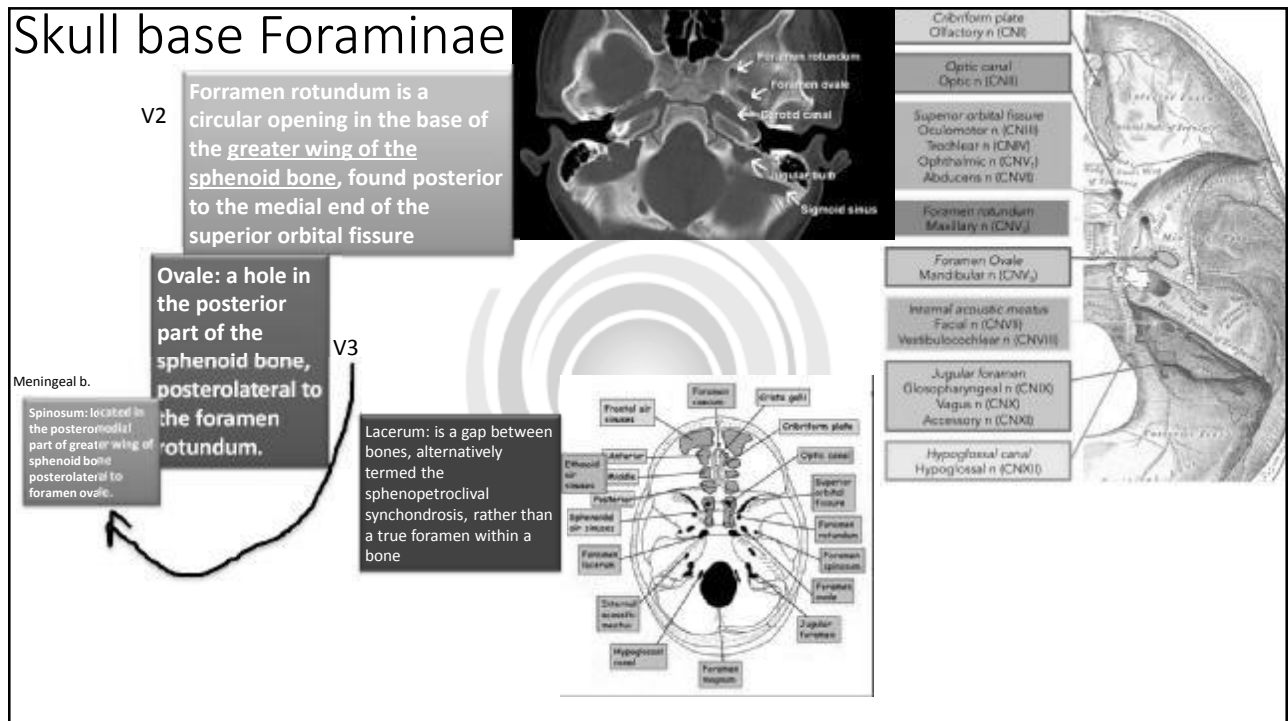 Skull base Foraminae
V2
Forramen rotundum is a
circular opening in the base of
the greater wing of the
sphenoid bone, found posterior
to the medial end of the
superior orbital fissure
Ovale: a hole in
the posterior
part of the
sphenoid bone,
posterolateral to
the foramen
rotundum.
V3
Meningeal b.
Spinosum: located in
the posteromedial
part of greater wing of
sphenoid bone
posterolateral to
foramen ovale.
Lacerum: is a gap between
bones, alternatively
termed the
sphenopetroclival
synchondrosis, rather than
a true foramen within a
bone
Foramen rotundum
Foramen ovale
Carotid canal
Jugular bulb
Sigmoid sinus
Cribriform plate
Olfactory n (CNI)
Optic canal
Optic n (CNII)
Superior orbital fissure
Oculomotor n (CNIII)
Trochlear n (CNIV)
Ophthalmic n (CNV₁)
Abducens n (CNVI)
Foramen rotundum
Maxillary n (CNV₂)
Foramen Ovale
Mandibular n (CNV₃)
Internal acoustic meatus
Facial n (CNVII)
Vestibulocochlear n (CNVIII)
Jugular foramen
Glosopharyngeal n (CNIX)
Vagus n (CNX)
Accessory n (CNXI)
Hypoglossal canal
Hypoglossal n (CNXII)
Foramen
caecum
Crista galli
Frontal air
sinuses
Cribriform plate
Anterior
Ethmoid
air
sinuses
Middle
Posterior
Optic canal
Superior
orbital
fissure
Sphenoidal
air sinuses
Foramen
rotundum
Foramen
lacerum
Foramen
spinosum
Foramen
ovale
Internal
acoustic
meatus
Jugular
foramen
Hypoglossal
canal
Foramen
magnum